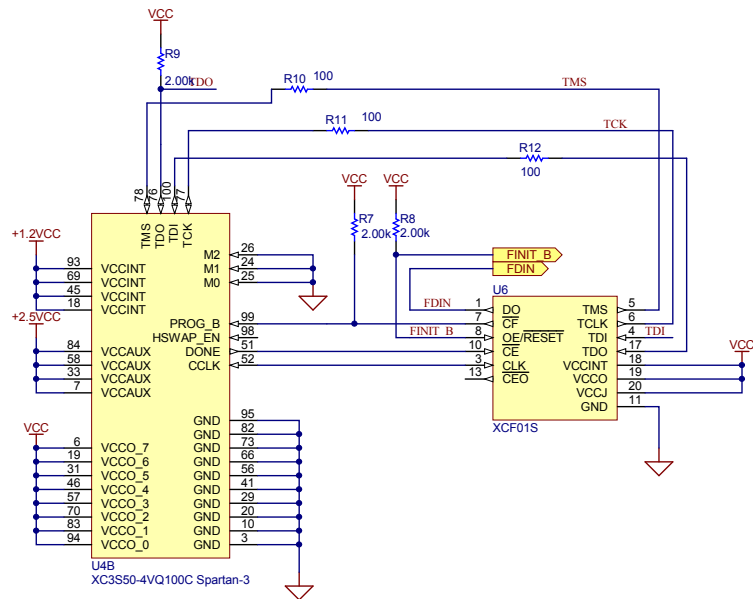 VCC
R9
2.00k
TDO
R10
100
TMS
R11
100
TCK
R12
100
VCC
VCC
R7
2.00k
R8
2.00k
78
76
100
77
TMS
TDO
TDI
TCK
+1.2VCC
93 VCCINT
69 VCCINT
45 VCCINT
18 VCCINT
+2.5VCC
84 VCCAUX
58 VCCAUX
33 VCCAUX
7 VCCAUX
VCC
6 VCCO_7
19 VCCO_6
31 VCCO_5
46 VCCO_4
57 VCCO_3
70 VCCO_2
83 VCCO_1
94 VCCO_0
M2 26
M1 24
M0 25
PROG_B 99
HSWAP_EN 98
DONE 51
CCLK 52
GND 95
GND 82
GND 73
GND 66
GND 56
GND 41
GND 29
GND 20
GND 10
GND 3
U4B
XC3S50-4VQ100C Spartan-3
FINIT_B
FDIN
U6
FDIN 1 DO
7 CF
FINIT_B 8 OE/RESET
10 CE
3 CLK
13 CEO
TMS 5
TCLK 6
TDI 4 TDI
TDO 17
VCCINT 18
VCCO 19
VCCJ 20
GND 11
XCF01S
VCC